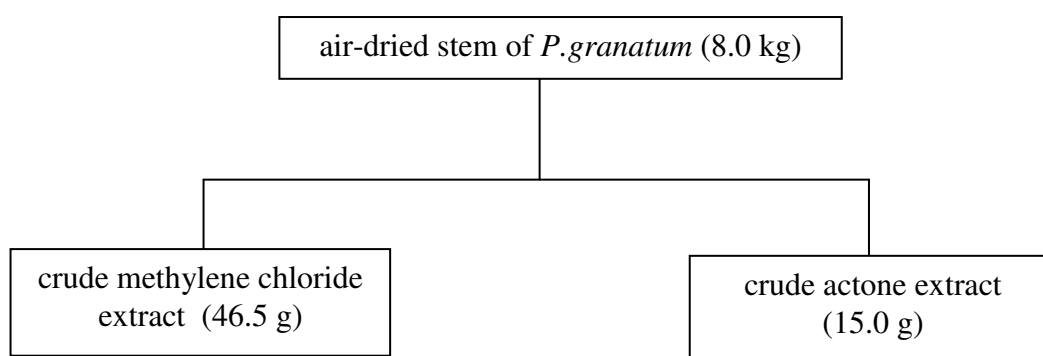 air-dried stem of P.granatum (8.0 kg)
crude methylene chloride
extract (46.5 g)
crude actone extract
(15.0 g)